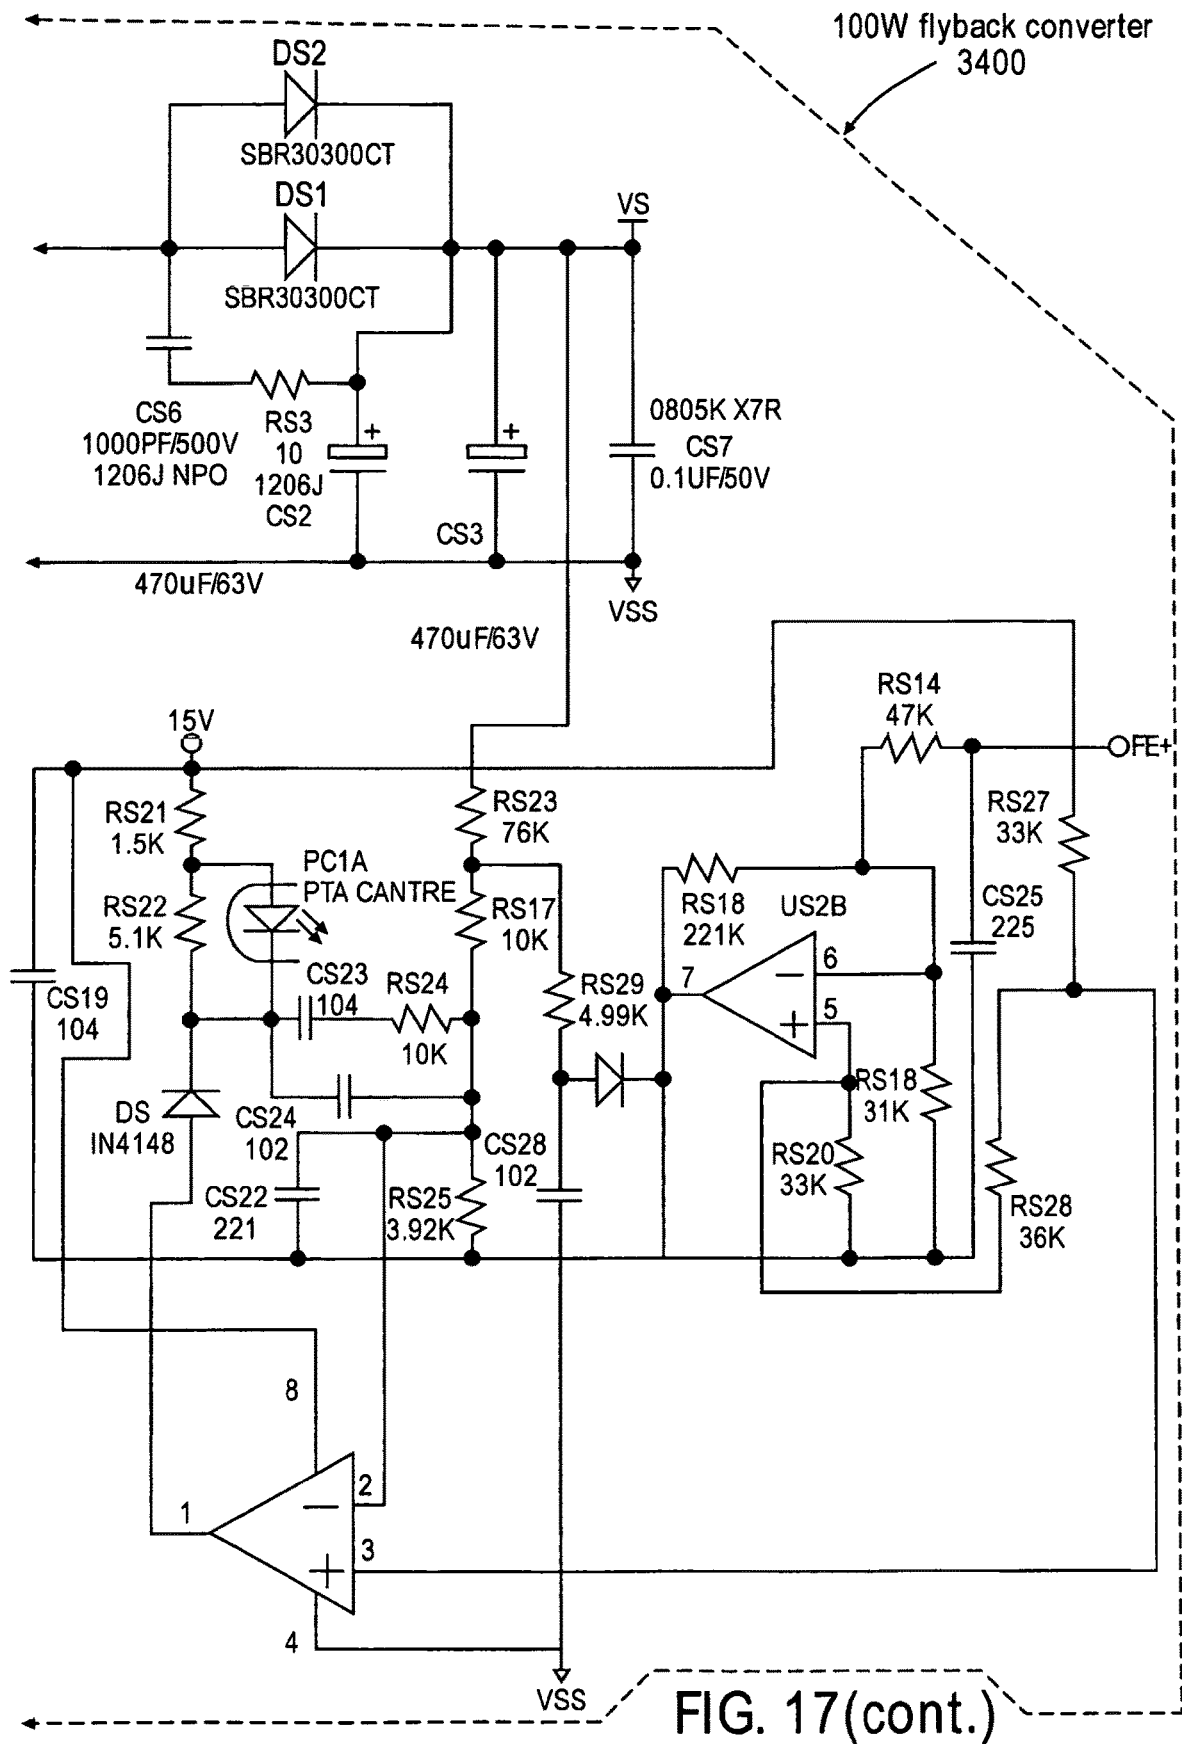 100W flyback converter
3400
DS2
SBR30300CT
DS1
VS
SBR30300CT
CS6
1000PF/500V
1206J NPO
RS3
10
1206J
CS2
+
+
CS3
0805K X7R
CS7
0.1UF/50V
470uF/63V
VSS
470uF/63V
RS14
47K
15V
FE+
RS21
1.5K
RS23
76K
RS27
33K
PC1A
PTA CANTRE
RS22
5.1K
RS17
10K
RS18
221K
US2B
CS25
225
CS19
104
CS23
104
RS24
10K
RS29
4.99K
7
6
5
DS
IN4148
CS24
102
CS28
102
RS18
31K
RS20
33K
CS22
221
RS25
3.92K
RS28
36K
8
1
2
3
4
VSS
FIG. 17(cont.)